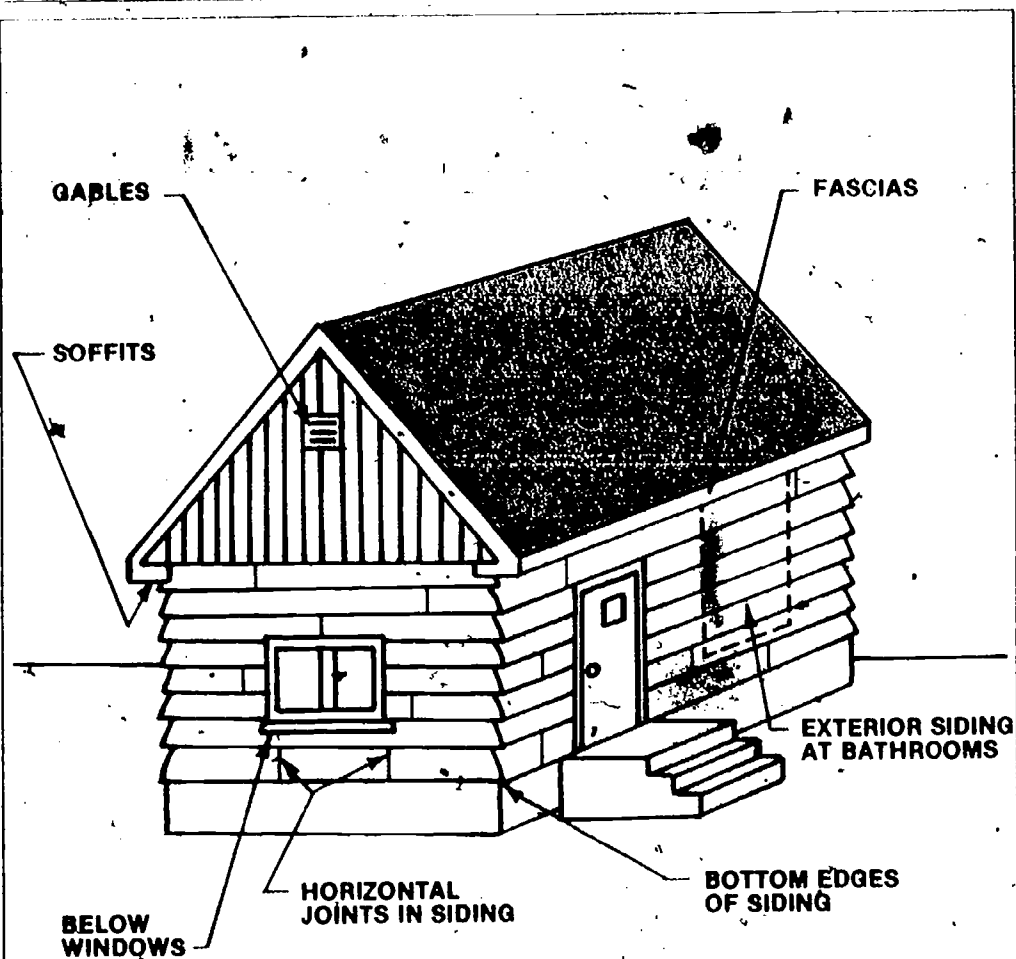 GABLES
FASCIAS
SOFFITS
EXTERIOR SIDING
AT BATHROOMS
HORIZONTAL
JOINTS IN SIDING
BOTTOM EDGES
OF SIDING
BELOW
WINDOWS